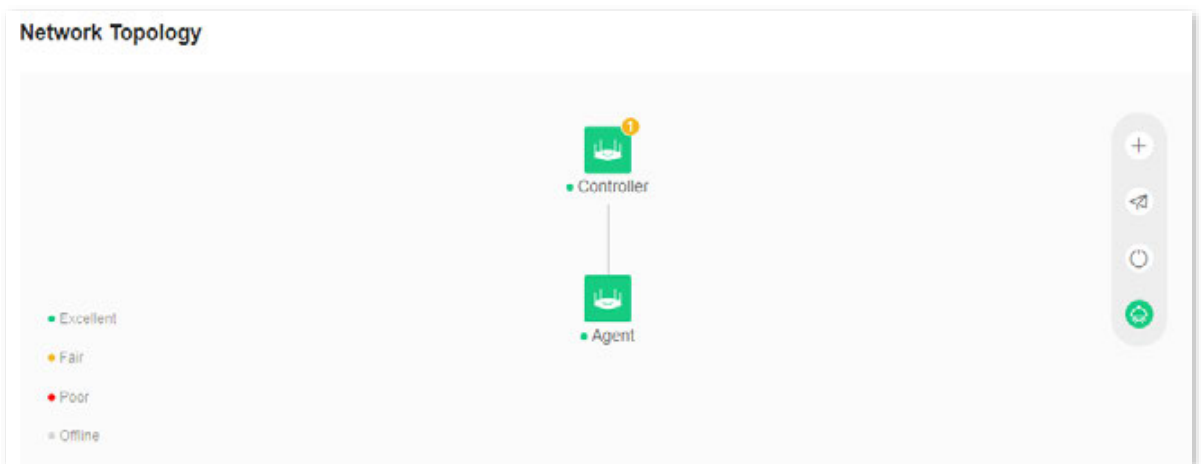 Network Topology
1
Controller
Agent
Excellent
Fair
Poor
Offline